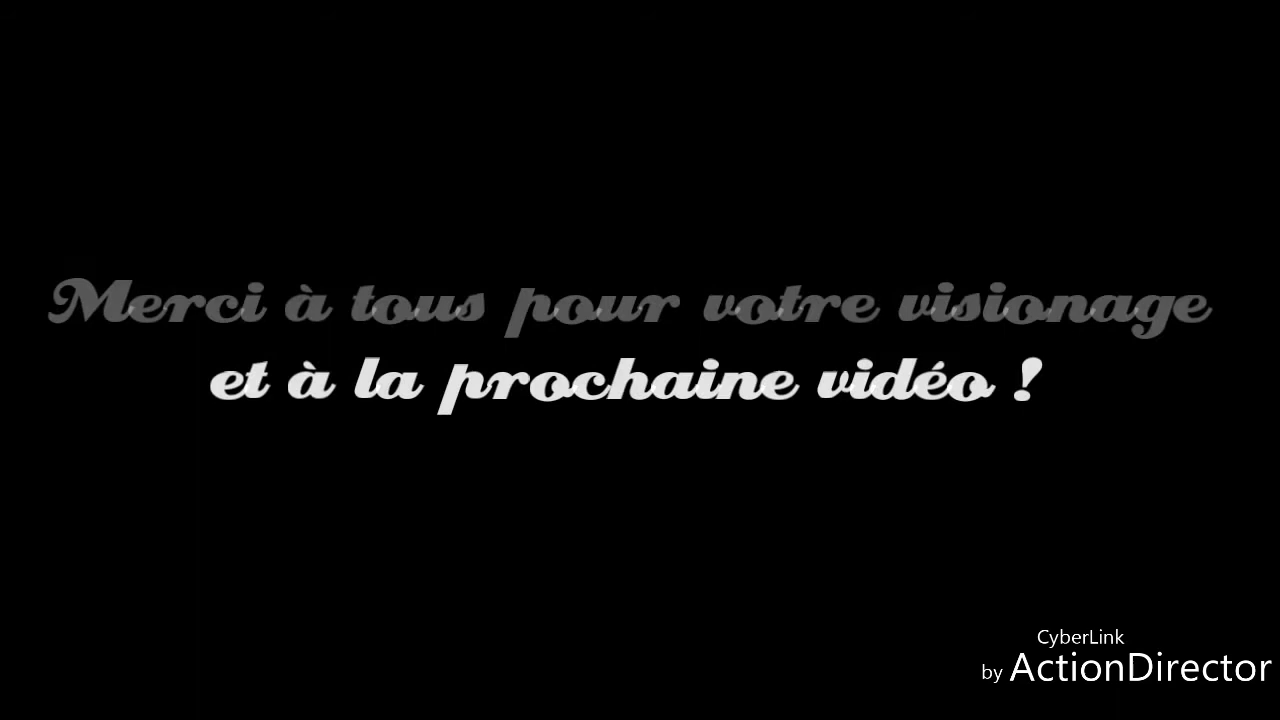 Merci à tous pour votre visionage
et à la prochaine vidéo !
CyberLink
by ActionDirector